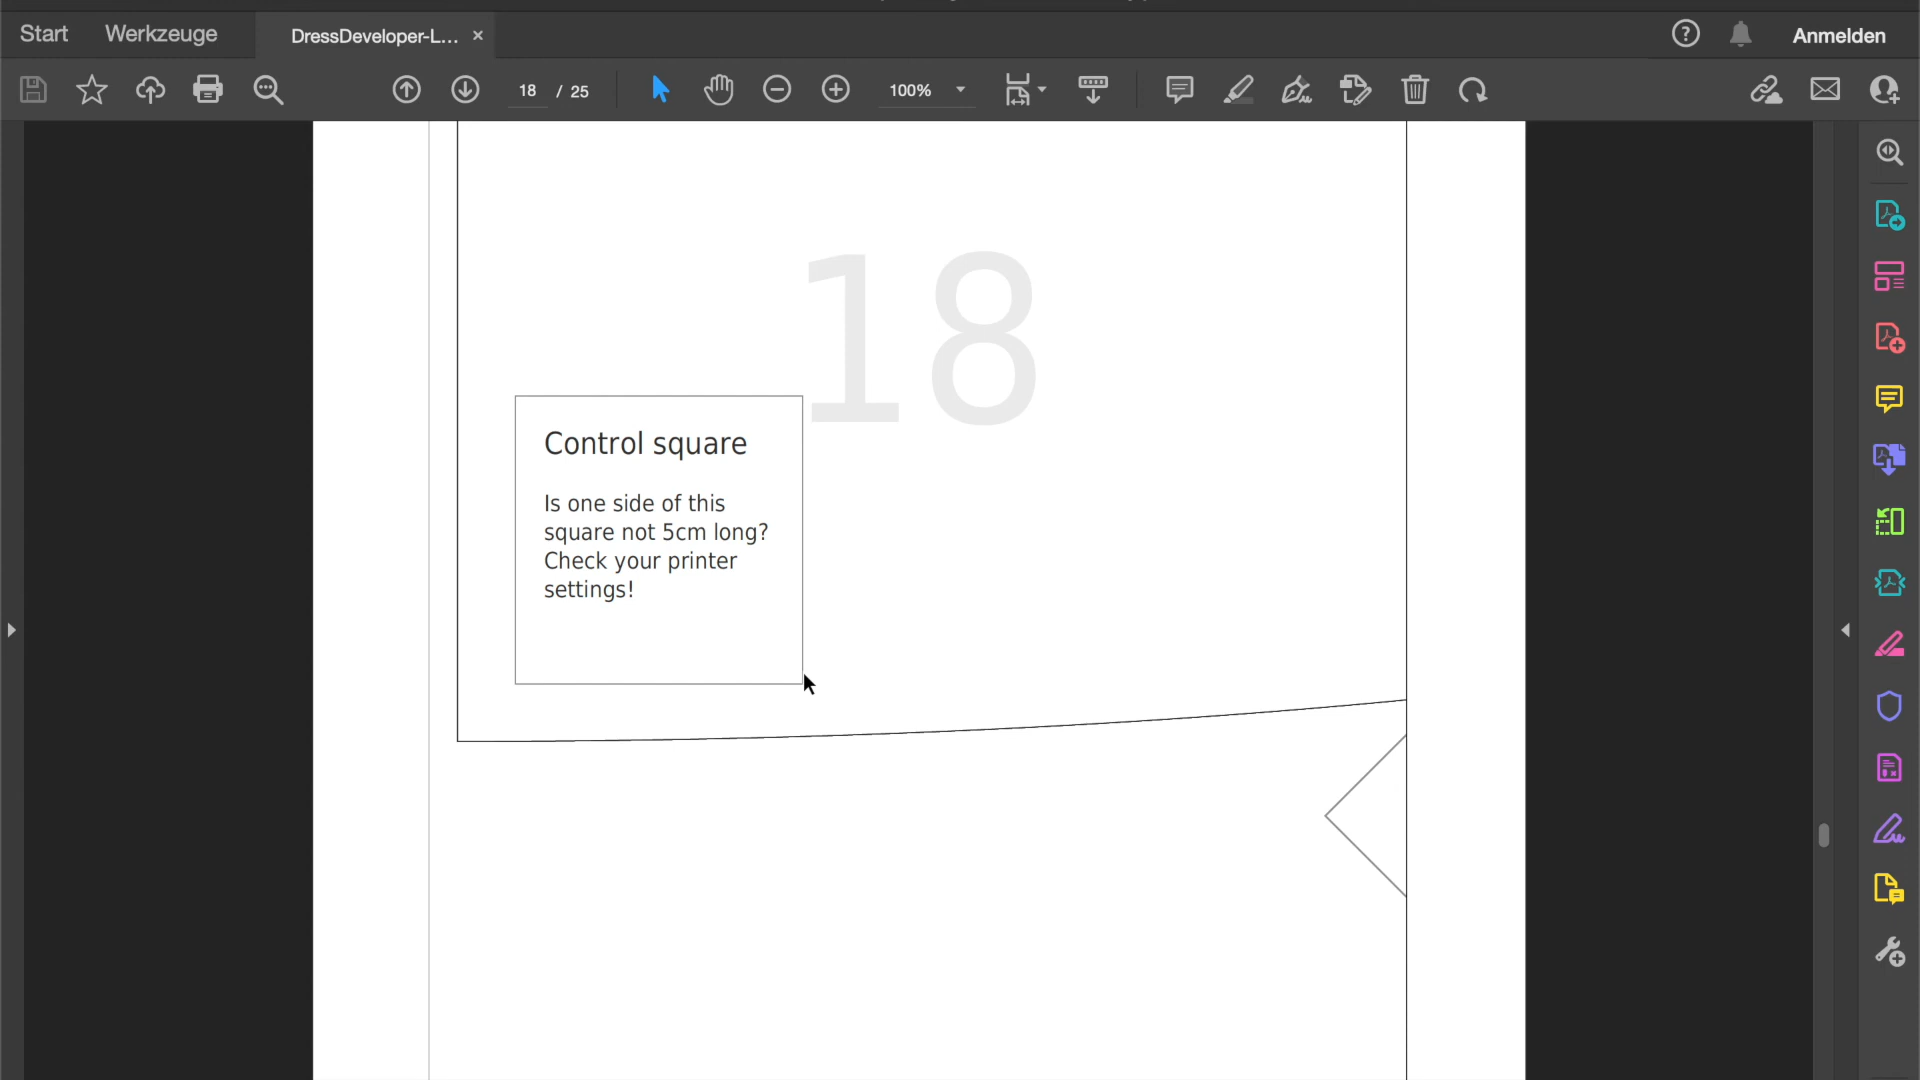 Start Werkzeuge DressDeveloper-L... Anmelden
18 / 25 100%
18
Control square
Is one side of this
square not 5cm long?
Check your printer
settings!